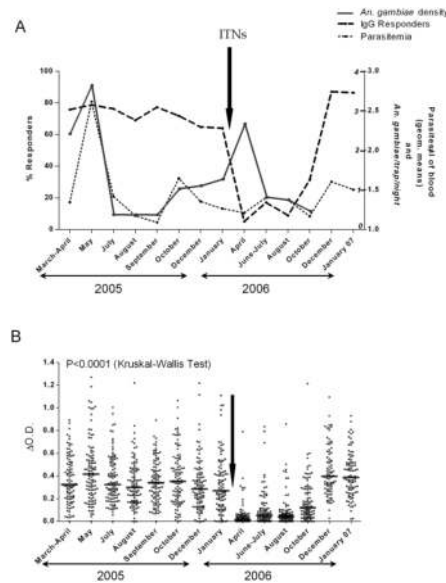 A
ITNs
An. gambiae density
IgG Responders
Parasitemia
% Responders
100
80
60
40
20
0
4
3
2
1
0
3.0
2.5
2.0
1.5
1.0
An. gambiae/trap/night
and
Parasites/µl of blood
(geom. means)
March-April
May
July
August
September
October
December
January
April
June-July
August
October
December
January 07
2005
2006
B
P<0.0001 (Kruskal-Wallis Test)
ΔO.D.
1.4
1.2
1.0
0.8
0.6
0.4
0.2
0.0
March-April
May
July
August
September
October
December
January
April
June-July
August
October
December
January 07
2005
2006